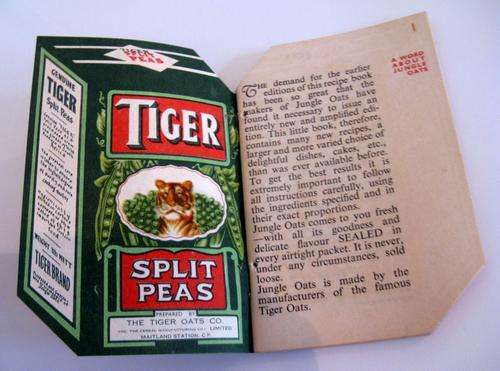 SPLIT
PEAS
GENUINE
TIGER
Split Peas
WEIGHT 1LB NETT
TIGER BRAND
TIGER
SPLIT
PEAS
PREPARED BY
THE TIGER OATS CO.
LIMITED
MAITLAND STATION. C.P.
1
A WORD
ABOUT
JUNGLE
OATS
THE demand for the earlier
editions of this recipe book
has been so great, that the
makers of Jungle Oats have
found it necessary to issue an
entirely new and amplified edi-
tion. This little book, therefore,
contains many new recipes, a
larger and more varied choice of
delightful dishes, cakes, etc.,
than was ever available before.
To get the best results it is
extremely important to follow
all instructions carefully, using
the ingredients specified and in
their exact proportions.
Jungle Oats comes to you fresh
—with all its goodness and
delicate flavour SEALED in
every airtight packet. It is never,
under any circumstances, sold
loose.
Jungle Oats is made by the
manufacturers of the famous
Tiger Oats.